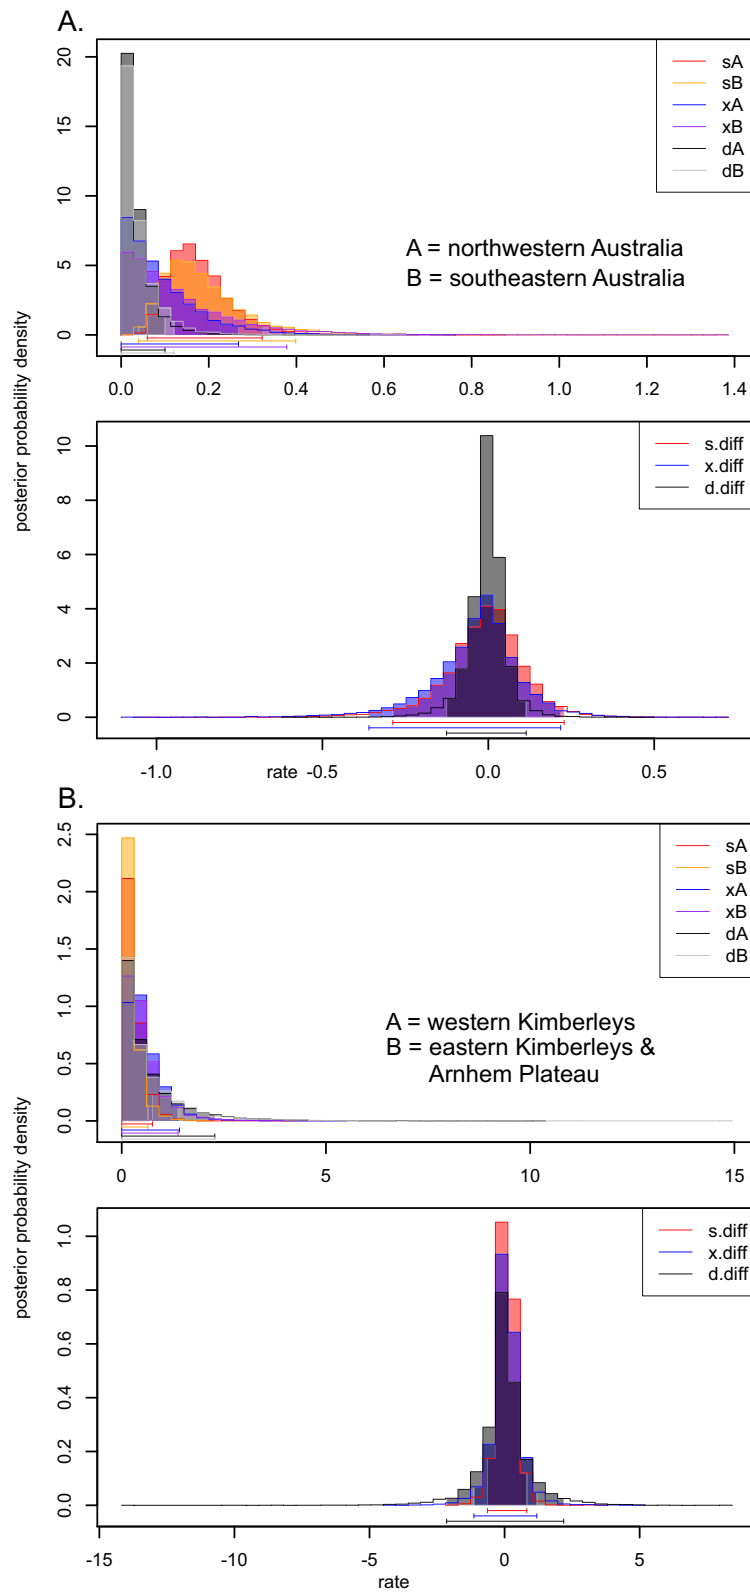 A.
20
15
10
5
0
sA
sB
xA
xB
dA
dB
A = northwestern Australia
B = southeastern Australia
0.0 0.2 0.4 0.6 0.8 1.0 1.2 1.4
posterior probability density
10
8
6
4
2
0
s.diff
x.diff
d.diff
-1.0 -0.5 0.0 0.5
rate
B.
2.5
2.0
1.5
1.0
0.5
0.0
sA
sB
xA
xB
dA
dB
A = western Kimberleys
B = eastern Kimberleys &
Arnhem Plateau
0 5 10 15
posterior probability density
1.0
0.8
0.6
0.4
0.2
0.0
s.diff
x.diff
d.diff
-15 -10 -5 0 5
rate